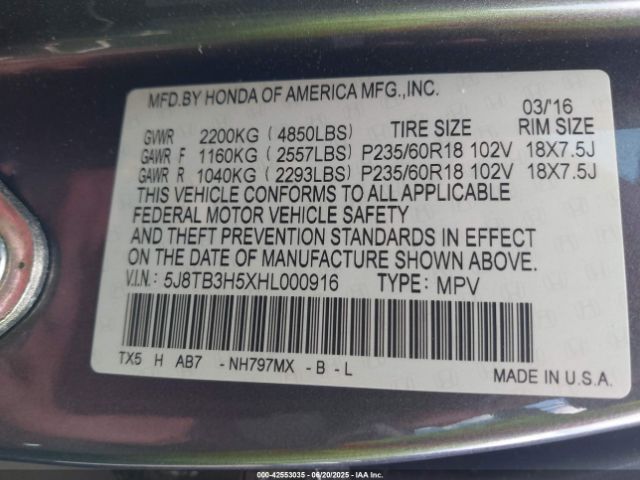 MFD.BY HONDA OF AMERICA MFG.,INC.
03/'16
GVWR 2200KG (4850LBS) TIRE SIZE RIM SIZE
GAWR F 1160KG (2557LBS) P235/60R18 102V 18X7.5J
GAWR R 1040KG (2293LBS) P235/60R18 102V 18X7.5J
THIS VEHICLE CONFORMS TO ALL APPLICABLE
FEDERAL MOTOR VEHICLE SAFETY
AND THEFT PREVENTION STANDARDS IN EFFECT
ON THE DATE OF MANUFACTURE SHOWN ABOVE.
V.I.N.: 5J8TB3H5XHL000916 TYPE: MPV
TX5 H AB7 -NH797MX - B - L
MADE IN U.S.A.
000-42553035 - 06/20/2025 - IAA Inc.